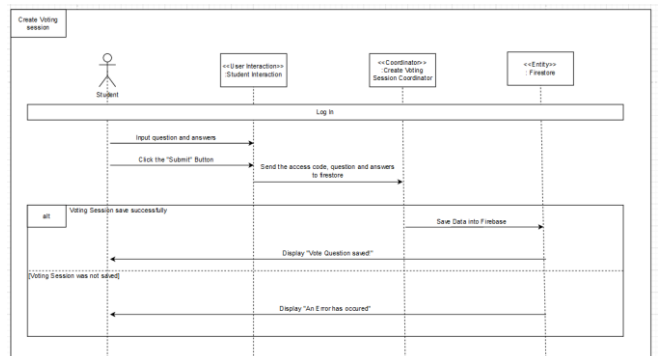 Create Voting
session
<<User Interaction>>
:Student Interaction
<<Coordinator>>
:Create Voting
Session Coordinator
<<Entity>>
: Firestore
Student
Log In
Input question and answers
Click the "Submit" Button
Send the access code, question and answers
to firestore
alt
Voting Session save successfully
Save Data into Firebase
Display "Vote Question saved!"
[Voting Session was not saved]
Display "An Error has occured"